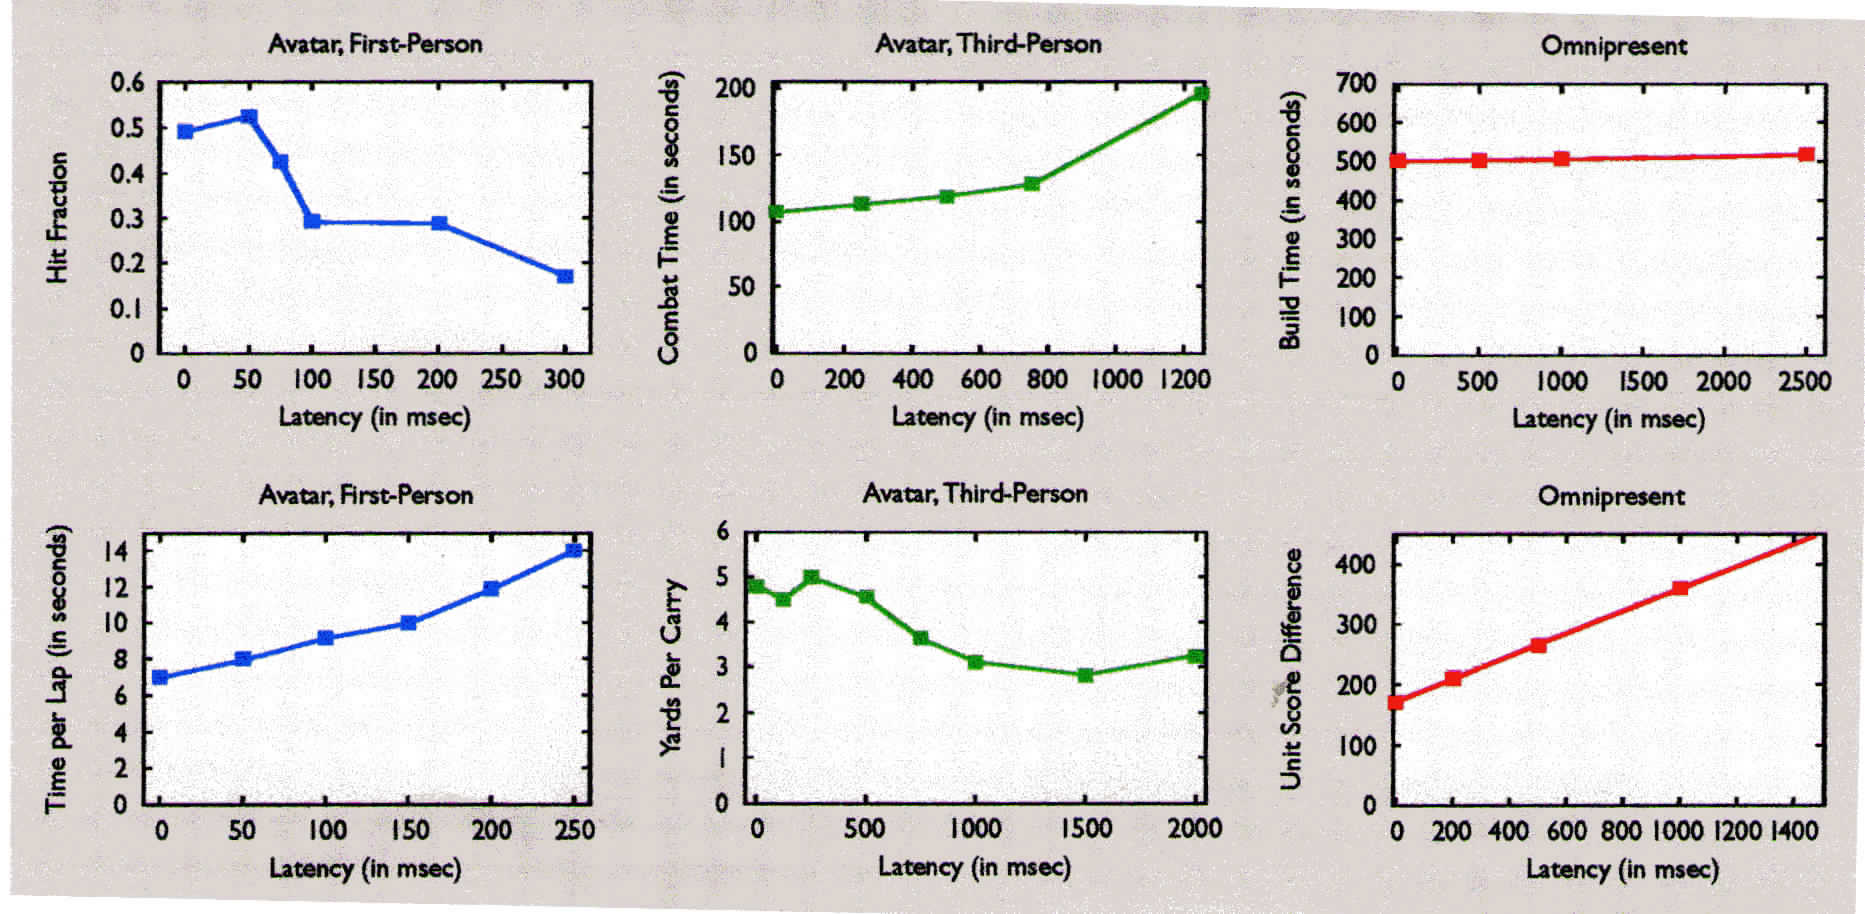 Avatar, First-Person
0.6
0.5
0.4
0.3
0.2
0.1
0
Hit Fraction
0 50 100 150 200 250 300
Latency (in msec)
Avatar, Third-Person
200
150
100
50
0
Combat Time (in seconds)
0 200 400 600 800 1000 1200
Latency (in msec)
Omnipresent
700
600
500
400
300
200
100
0
Build Time (in seconds)
0 500 1000 1500 2000 2500
Latency (in msec)
Avatar, First-Person
14
12
10
8
6
4
2
0
Time per Lap (in seconds)
0 50 100 150 200 250
Latency (in msec)
Avatar, Third-Person
6
5
4
3
2
1
0
Yards Per Carry
0 500 1000 1500 2000
Latency (in msec)
Omnipresent
400
300
200
100
0
Unit Score Difference
0 200 400 600 800 1000 1200 1400
Latency (in msec)